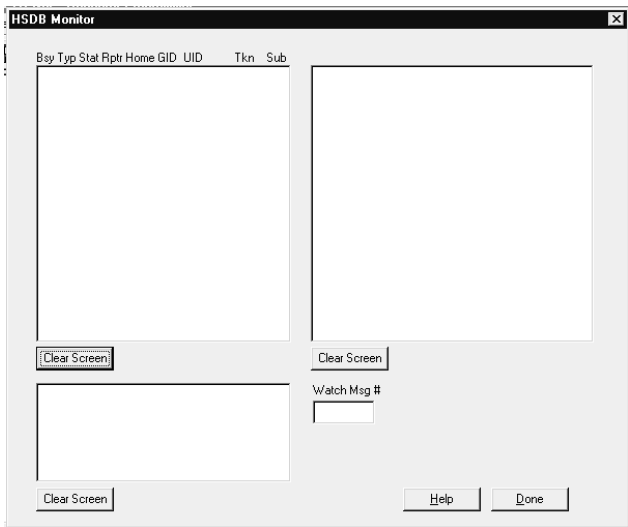 HSDB Monitor
Bsy Typ Stat Rptr Home GID UID Tkn Sub
Clear Screen
Clear Screen
Watch Msg #
Clear Screen
Help
Done